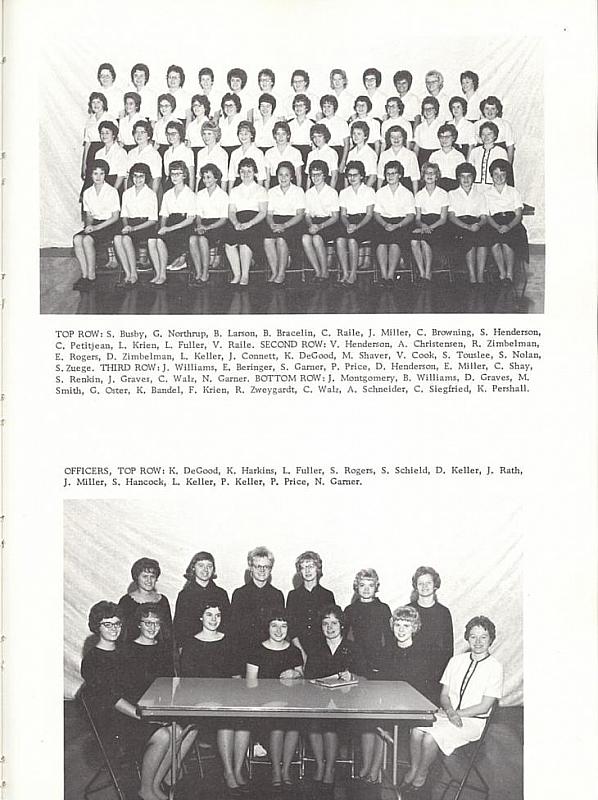 TOP ROW: S. Busby, G. Northrup, B. Larson, B. Bracelin, C. Raile, J. Miller, C. Browning, S. Henderson,
C. Petitjean, L. Krien, L. Fuller, V. Raile. SECOND ROW: V. Henderson, A. Christensen, R. Zimbelman,
E. Rogers, D. Zimbelman, L. Keller, J. Connett, K. DeGood, M. Shaver, V. Cook, S. Touslee, S. Nolan,
S. Zuege. THIRD ROW: J. Williams, E. Beringer, S. Garner, P. Price, D. Henderson, E. Miller, C. Shay,
S. Renkin, J. Graves, C. Walz, N. Garner. BOTTOM ROW: J. Montgomery, B. Williams, D. Graves, M.
Smith, G. Oster, K. Bandel, F. Krien, R. Zweygardt, C. Walz, A. Schneider, C. Siegfried, K. Pershall.
OFFICERS, TOP ROW: K. DeGood, K. Harkins, L. Fuller, S. Rogers, S. Schield, D. Keller, J. Rath,
J. Miller, S. Hancock, L. Keller, P. Keller, P. Price, N. Garner.